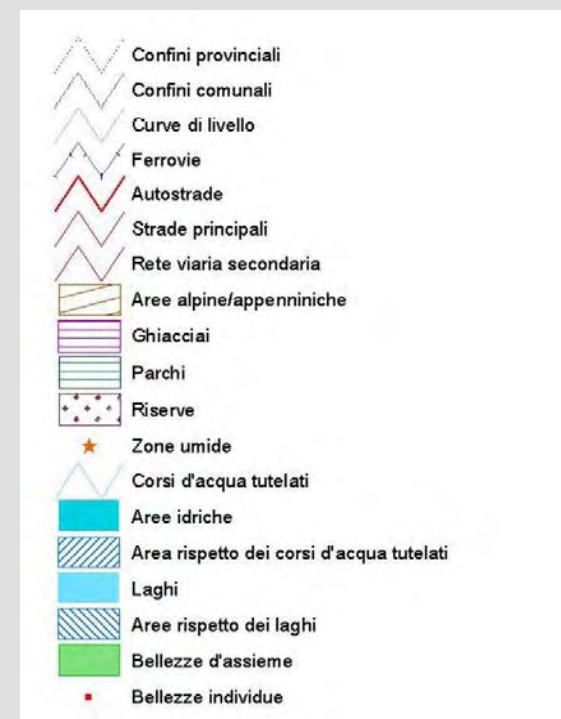 Confini provinciali
Confini comunali
Curve di livello
Ferrovie
Autostrade
Strade principali
Rete viaria secondaria
Aree alpine/appenniniche
Ghiacciai
Parchi
Riserve
Zone umide
Corsi d'acqua tutelati
Aree idriche
Area rispetto dei corsi d'acqua tutelati
Laghi
Aree rispetto dei laghi
Bellezze d'assieme
Bellezze individue